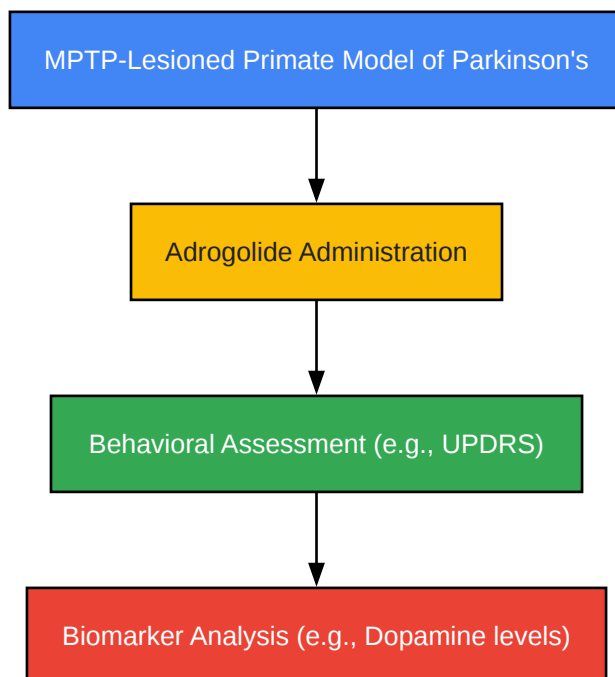 MPTP-Lesioned Primate Model of Parkinson's
Adrogolide Administration
Behavioral Assessment (e.g., UPDRS)
Biomarker Analysis (e.g., Dopamine levels)